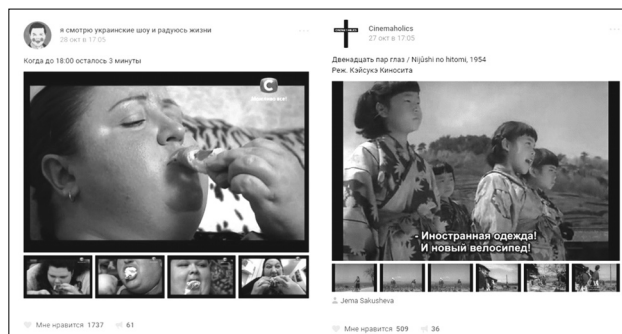 я смотрю украинские шоу и радуюсь жизни
28 окт в 17:05
Когда до 18:00 осталось 3 минуты
Мне нравится 1737 61
Cinemaholics
27 окт в 17:05
Двенадцать пар глаз / Nijūshi no hitomi, 1954
Реж. Кэйсукэ Киносита
- Иностранная одежда!
И новый велосипед!
Jema Sakusheva
Мне нравится 509 36